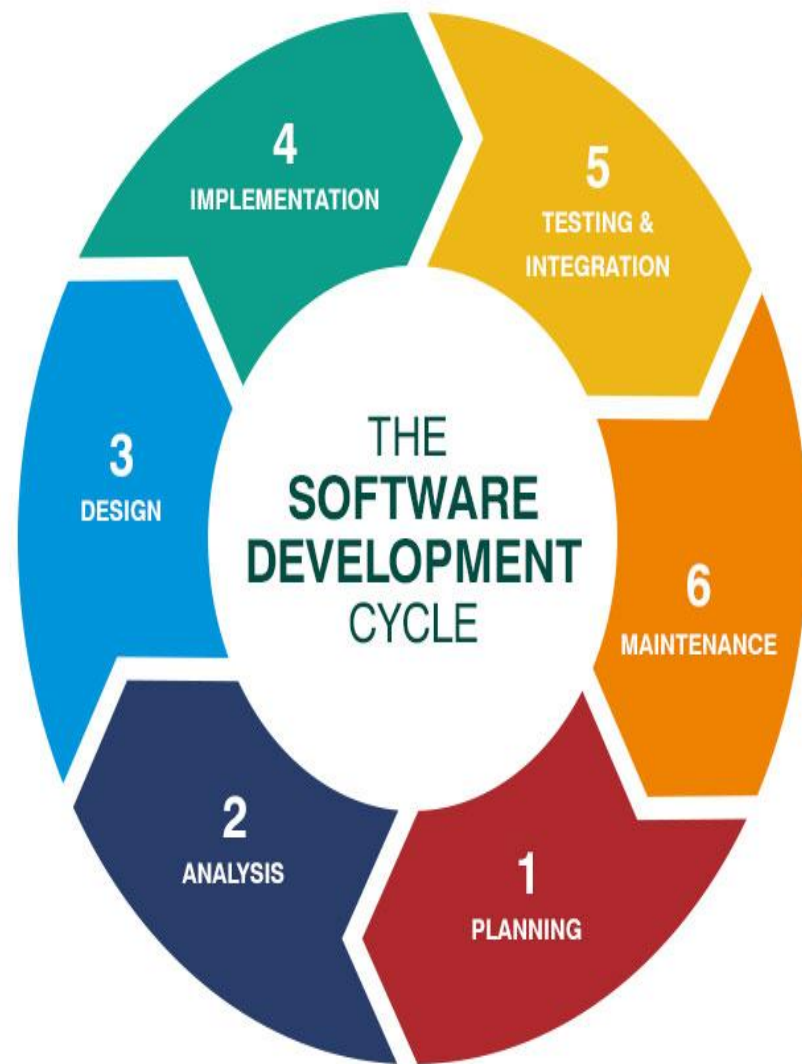 THE
SOFTWARE
DEVELOPMENT
CYCLE
1
PLANNING
2
ANALYSIS
3
DESIGN
4
IMPLEMENTATION
5
TESTING &
INTEGRATION
6
MAINTENANCE